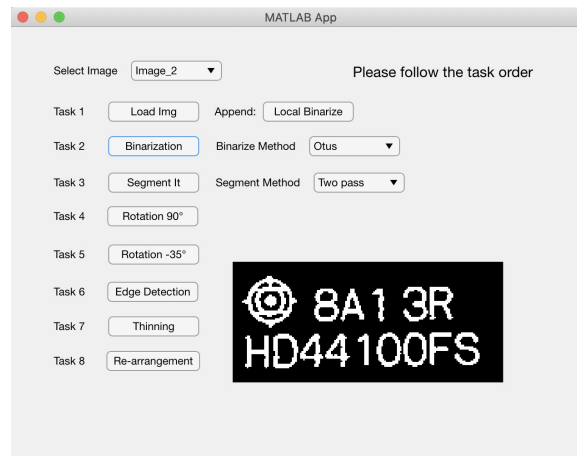 MATLAB App
Select Image Image_2 Please follow the task order
Task 1 Load Img Append: Local Binarize
Task 2 Binarization Binarize Method Otus
Task 3 Segment It Segment Method Two pass
Task 4 Rotation 90°
Task 5 Rotation -35°
Task 6 Edge Detection
Task 7 Thinning
Task 8 Re-arrangement
8A1 3R
HD44100FS